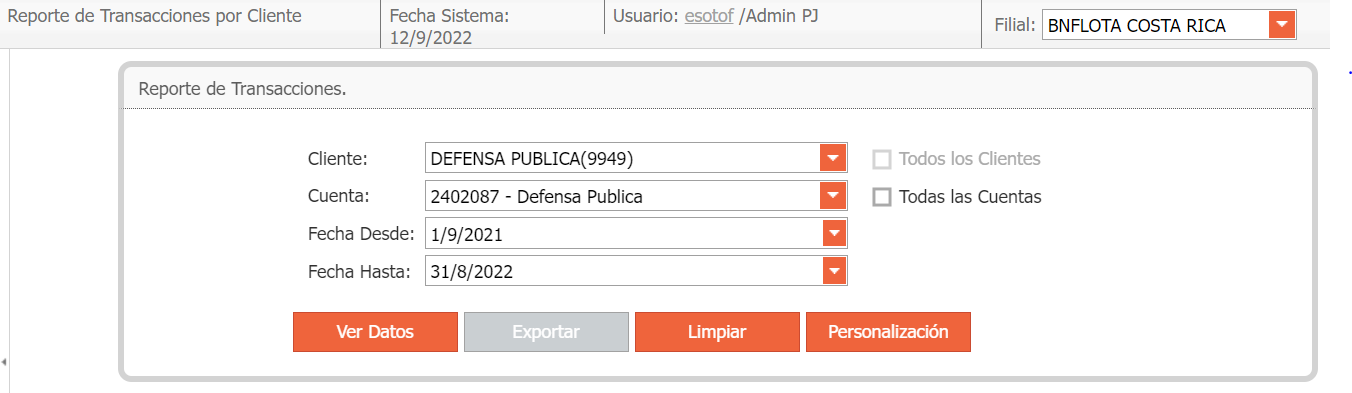 Reporte de Transacciones por Cliente
Fecha Sistema:
12/9/2022
Usuario: esotof /Admin PJ
Filial: BNFLOTA COSTA RICA
Reporte de Transacciones.
Cliente: DEFENSA PUBLICA(9949) Todos los Clientes
Cuenta: 2402087 - Defensa Publica Todas las Cuentas
Fecha Desde: 1/9/2021
Fecha Hasta: 31/8/2022
Ver Datos Exportar Limpiar Personalización